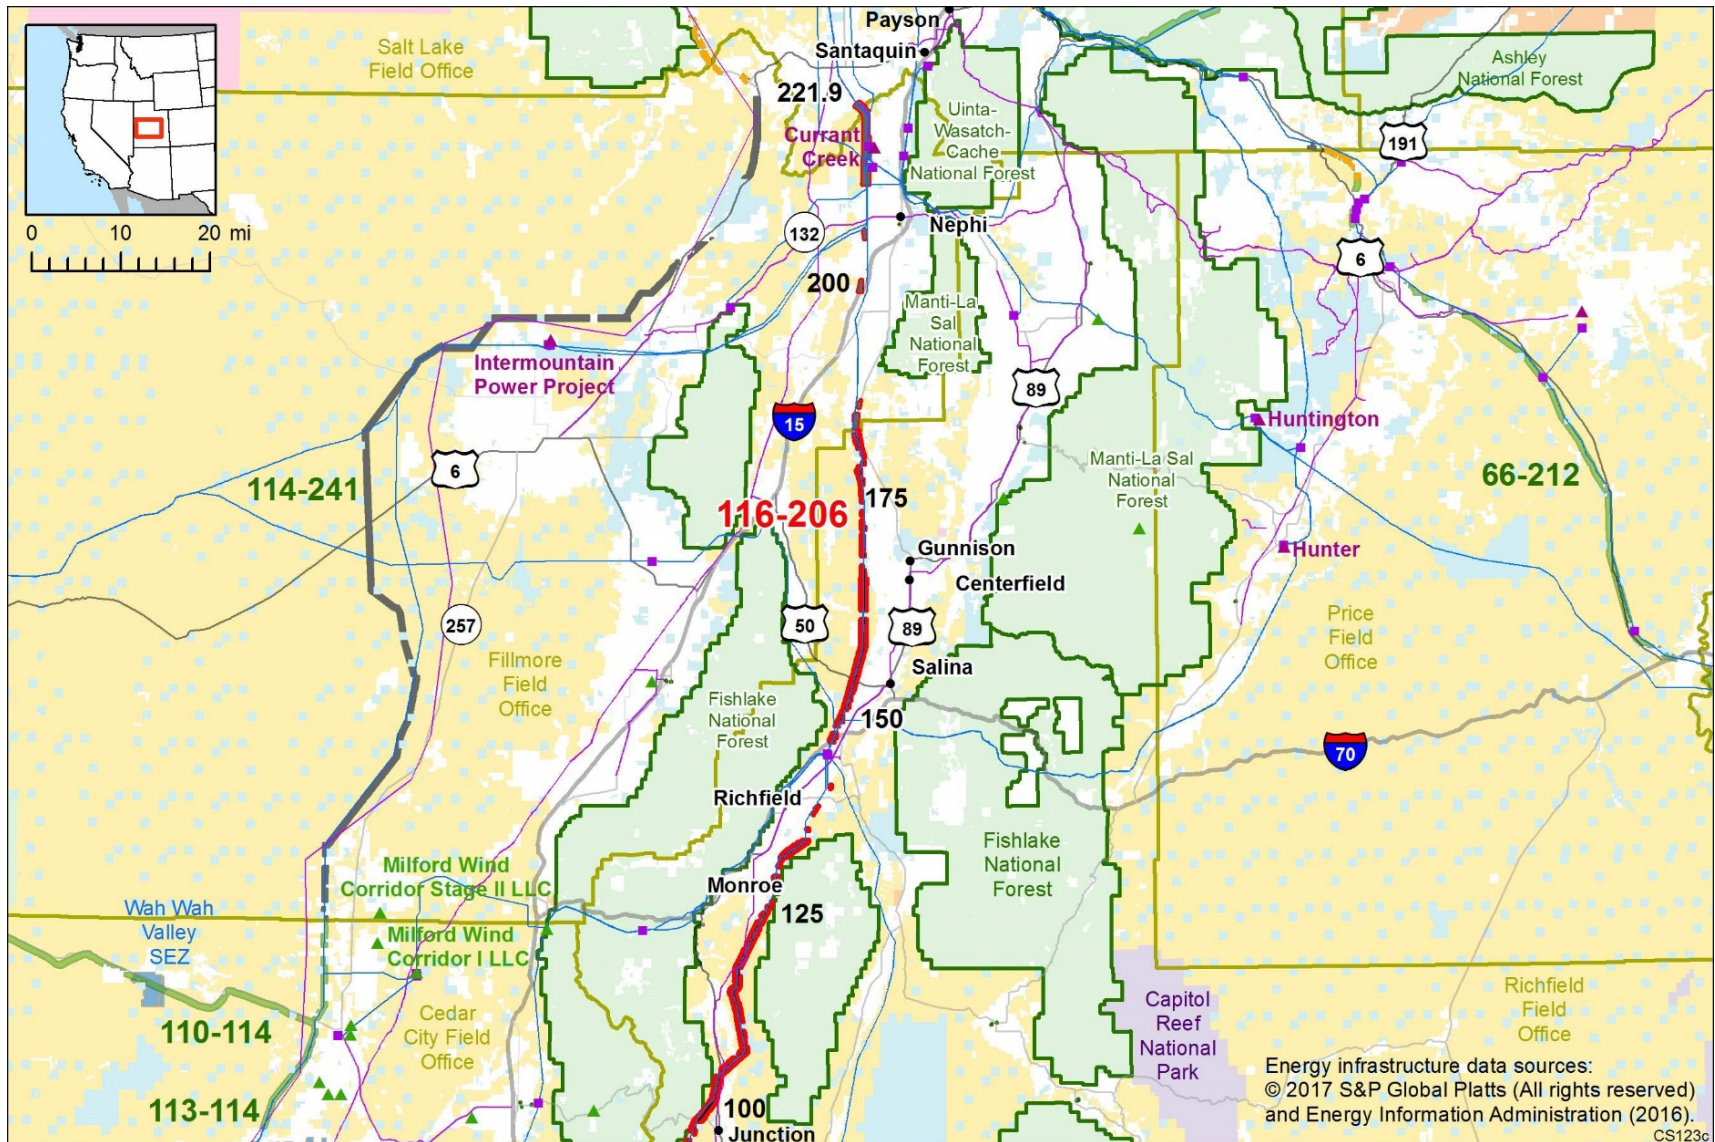 Payson
Santaquin
Salt Lake
Field Office
Ashley
National Forest
221.9
Uinta-
Wasatch-
Cache
National Forest
Currant
Creek
191
0 10 20 mi
132
Nephi
6
200
Manti-La
Sal
National
Forest
Intermountain
Power Project
89
15
Huntington
6
114-241
Manti-La Sal
National
Forest
66-212
175
116-206
Gunnison
Hunter
Centerfield
257
50
89
Price
Field
Office
Fillmore
Field
Office
Salina
Fishlake
National
Forest
150
70
Richfield
Fishlake
National
Forest
Milford Wind
Corridor Stage II LLC
Monroe
125
Wah Wah
Valley
SEZ
Milford Wind
Corridor I LLC
Capitol
Reef
National
Park
Richfield
Field
Office
110-114
Cedar
City Field
Office
113-114
100
Junction
Energy infrastructure data sources:
© 2017 S&P Global Platts (All rights reserved)
and Energy Information Administration (2016).
CS123c